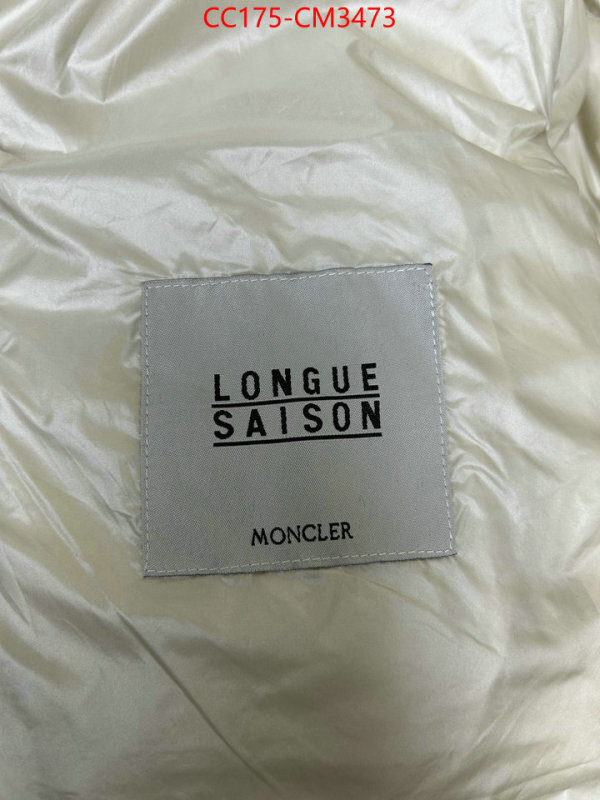 CC175-CM3473
LONGUE
SAISON
MONCLER